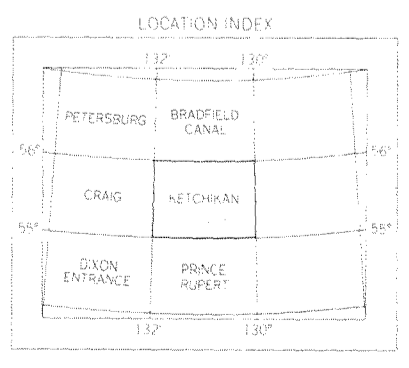 LOCATION INDEX
132° 130°
PETERSBURG BRADFIELD
CANAL
56° 56°
CRAIG KETCHIKAN
55° 55°
DIXON PRINCE
ENTRANCE RUPERT
132° 130°